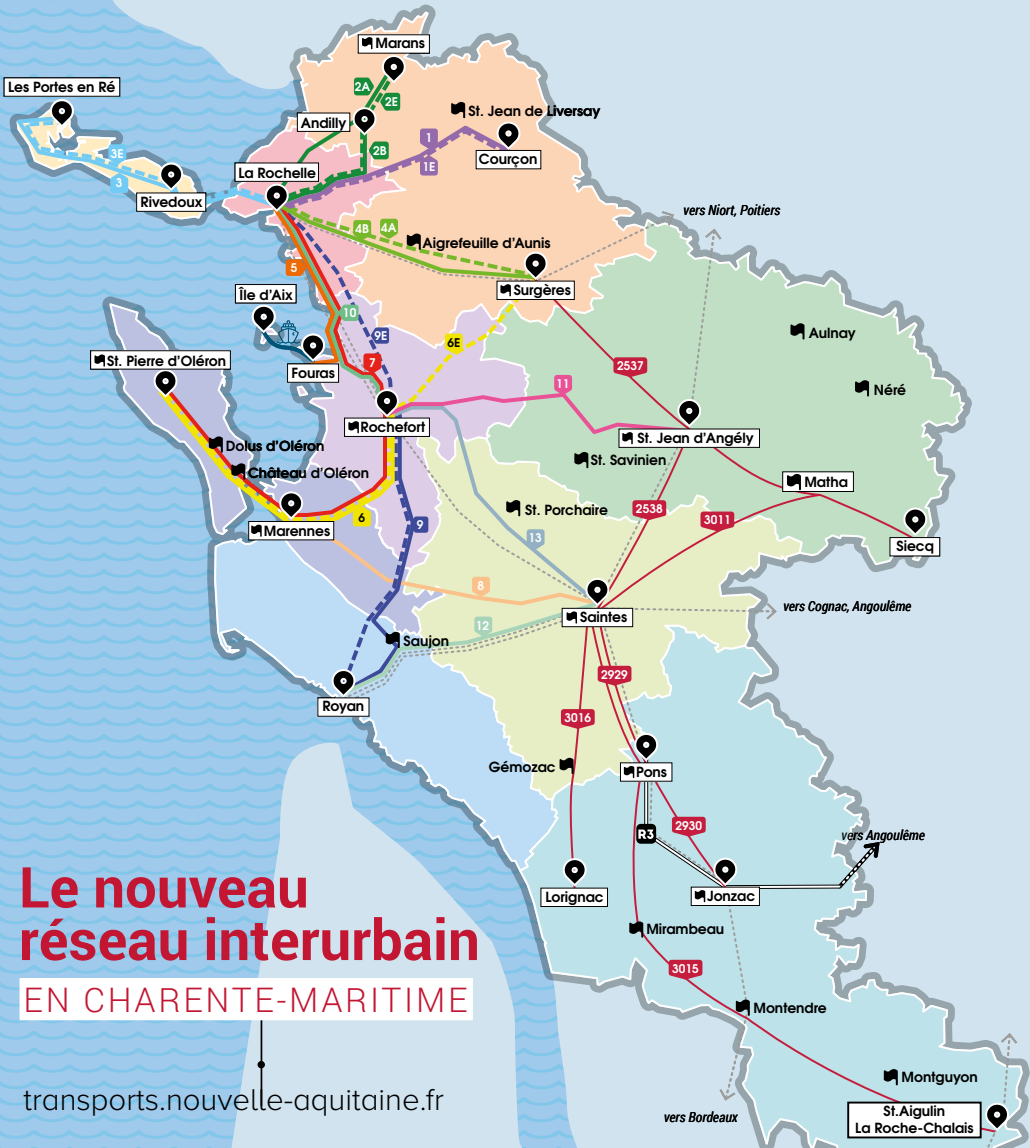 Marans
Les Portes en Ré
2A
2E
St. Jean de Liversay
Andilly
1
2B
3E
1E
Courçon
La Rochelle
3
Rivedoux
vers Niort, Poitiers
4B
4A
Aigrefeuille d'Aunis
5
Surgères
Île d'Aix
10
9E
6E
Aulnay
St. Pierre d'Oléron
7
2537
Fouras
11
Néré
Rochefort
St. Jean d'Angély
Dolus d'Oléron
St. Savinien
Château d'Oléron
Matha
Marennes
6
9
St. Porchaire
2538
3011
13
Siecq
8
vers Cognac, Angoulême
Saintes
12
Saujon
2929
Royan
3016
Gémozac
Pons
R3
2930
vers Angoulême
Le nouveau
réseau interurbain
EN CHARENTE-MARITIME
Lorignac
Jonzac
Mirambeau
3015
Montendre
Montguyon
transports.nouvelle-aquitaine.fr
vers Bordeaux
St.Aigulin
La Roche-Chalais